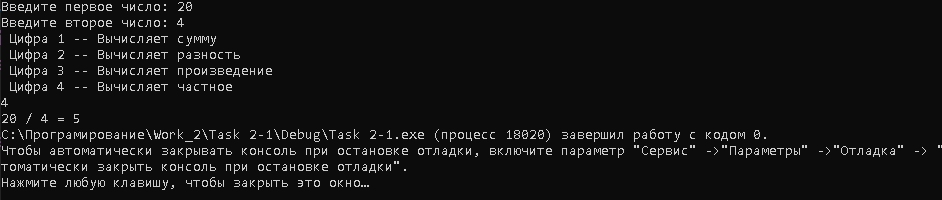 Введите первое число: 20
Введите второе число: 4
Цифра 1 -- Вычисляет сумму
Цифра 2 -- Вычисляет разность
Цифра 3 -- Вычисляет произведение
Цифра 4 -- Вычисляет частное
4
20 / 4 = 5
C:\Програмирование\Work_2\Task 2-1\Debug\Task 2-1.exe (процесс 18020) завершил работу с кодом 0.
Чтобы автоматически закрывать консоль при остановке отладки, включите параметр "Сервис" ->"Параметры" ->"Отладка" -> "
томатически закрыть консоль при остановке отладки".
Нажмите любую клавишу, чтобы закрыть это окно…